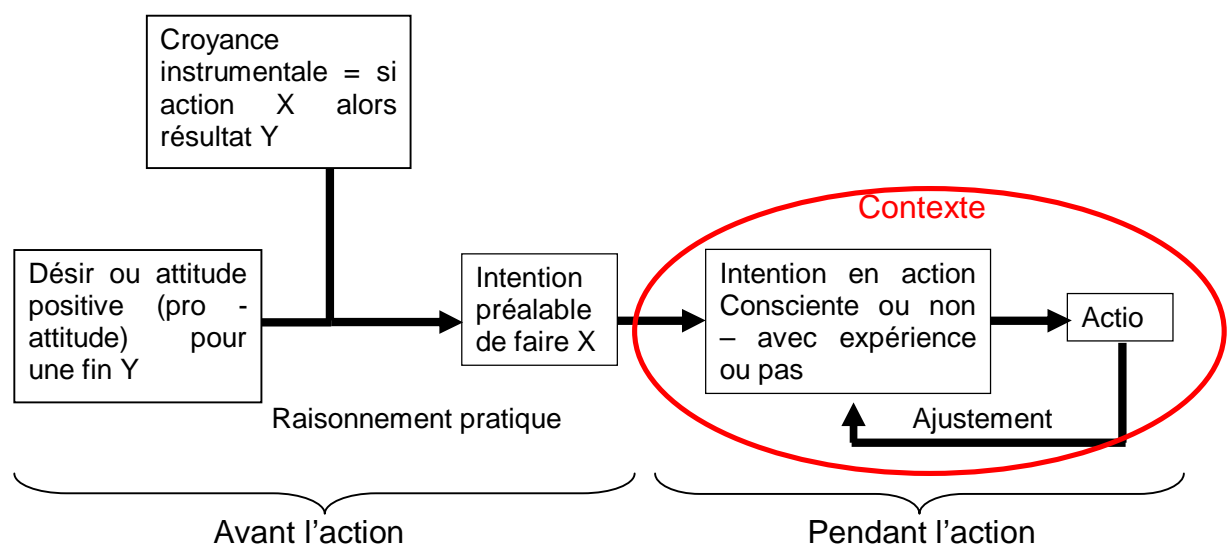 Croyance
instrumentale = si
action X alors
résultat Y
Contexte
Désir ou attitude
positive (pro -
attitude) pour
une fin Y
Intention
préalable
de faire X
Intention en action
Consciente ou non
– avec expérience
ou pas
Actio
Raisonnement pratique
Ajustement
Avant l'action
Pendant l'action